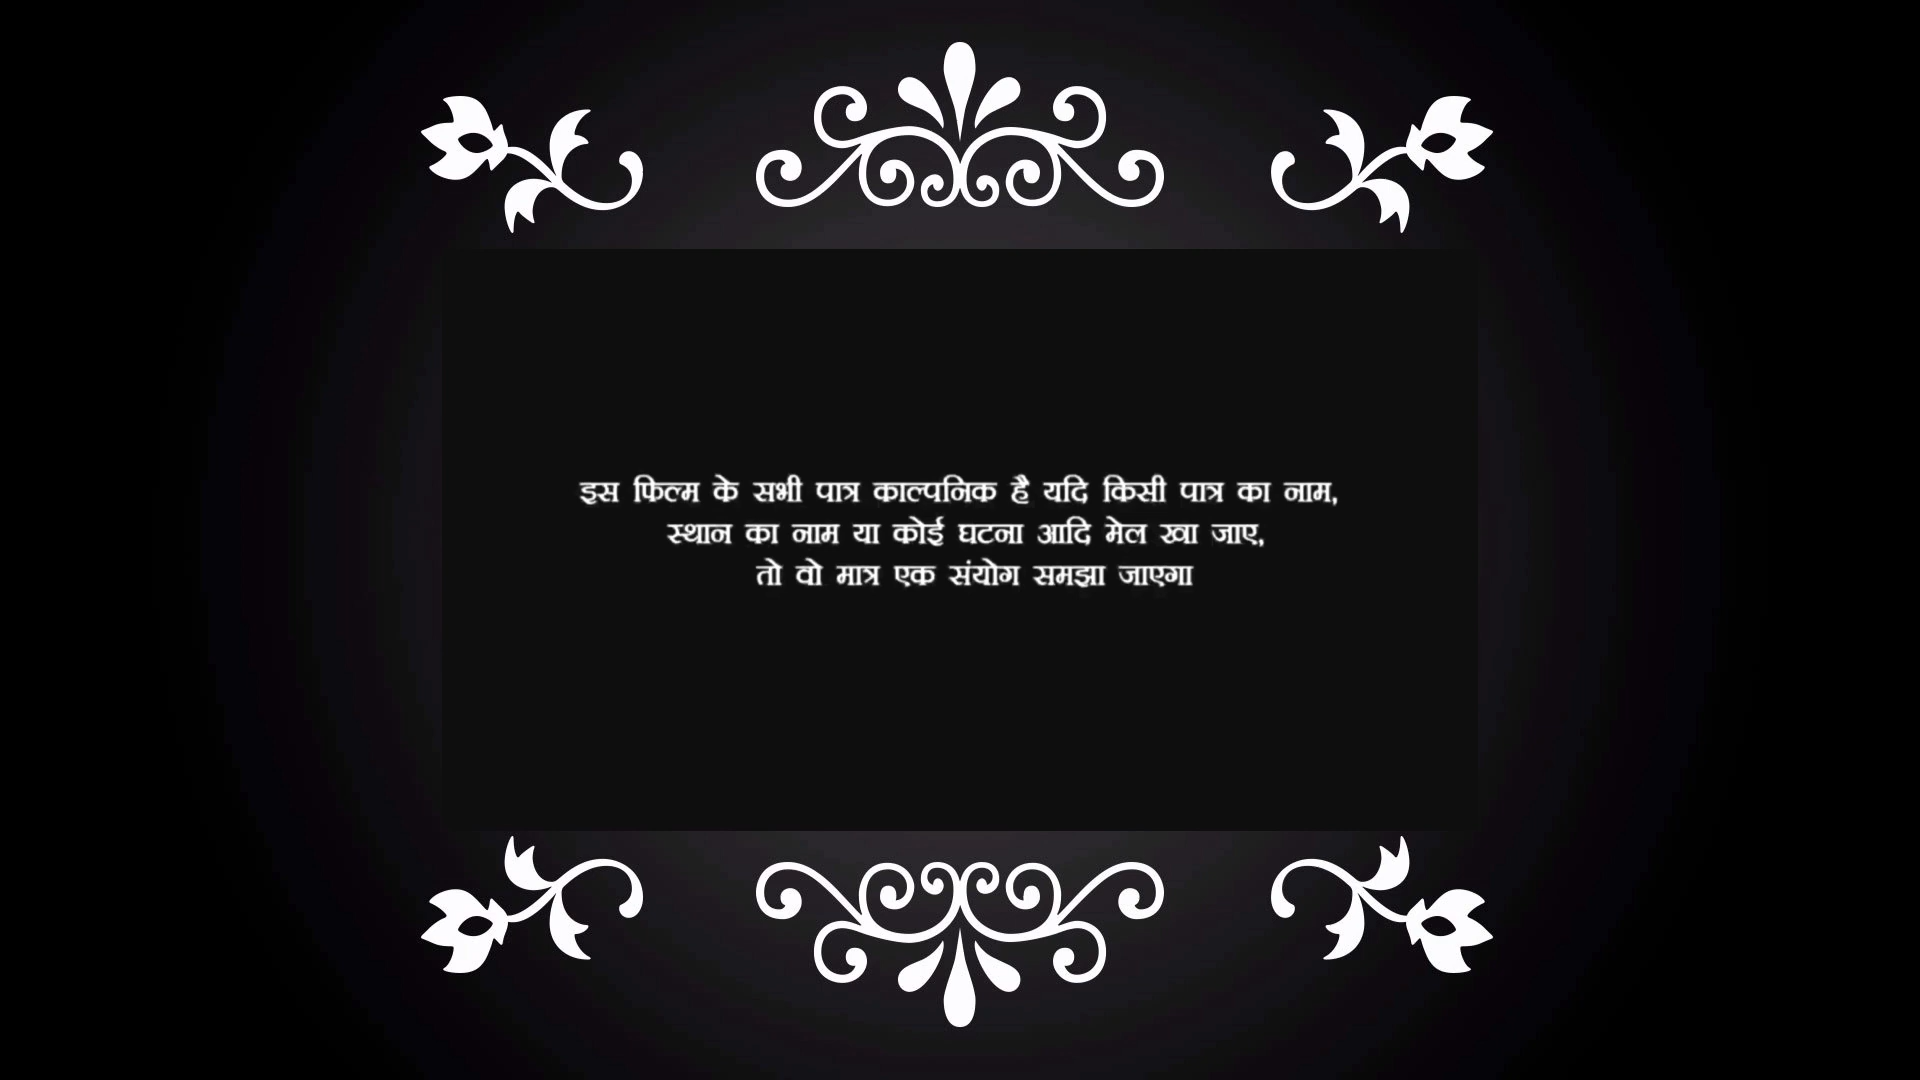 इस फिल्म के सभी पात्र काल्पनिक है यदि किसी पात्र का नाम,
स्थान का नाम या कोई घटना आदि मेल खा जाए,
तो वो मात्र एक संयोग समझा जाएगा